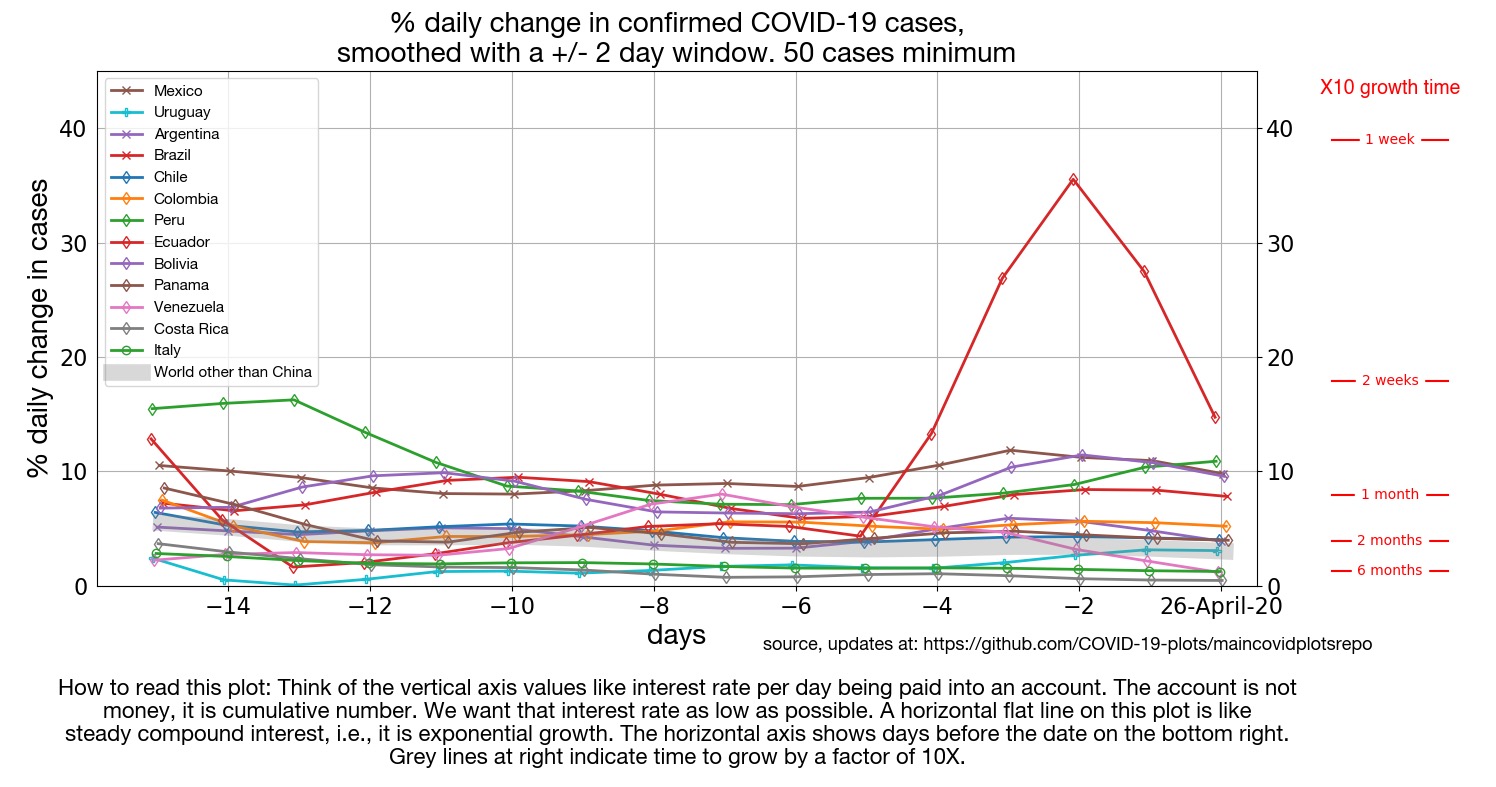 % daily change in confirmed COVID-19 cases,
smoothed with a +/- 2 day window. 50 cases minimum
X10 growth time
% daily change in cases
40
30
20
10
0
Mexico
Uruguay
Argentina
Brazil
Chile
Colombia
Peru
Ecuador
Bolivia
Panama
Venezuela
Costa Rica
Italy
World other than China
40
30
20
10
0
1 week
2 weeks
1 month
2 months
6 months
−14 −12 −10 −8 −6 −4 −2 26-April-20
days
source, updates at: https://github.com/COVID-19-plots/maincovidplotsrepo
How to read this plot: Think of the vertical axis values like interest rate per day being paid into an account. The account is not
money, it is cumulative number. We want that interest rate as low as possible. A horizontal flat line on this plot is like
steady compound interest, i.e., it is exponential growth. The horizontal axis shows days before the date on the bottom right.
Grey lines at right indicate time to grow by a factor of 10X.